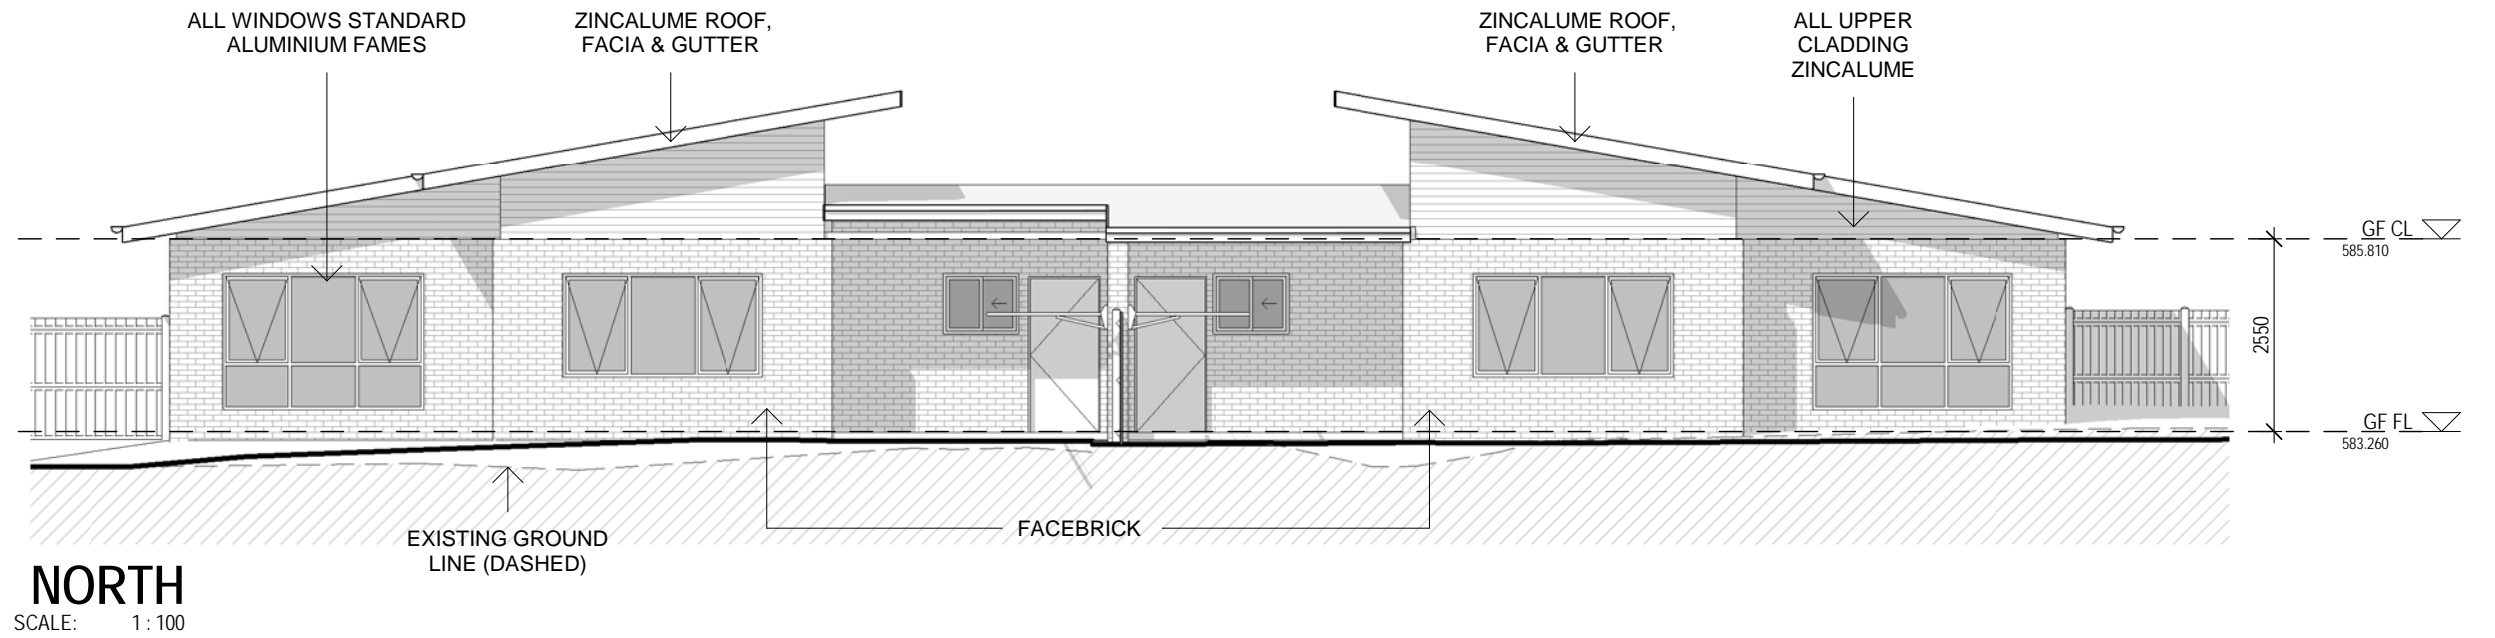 ALL WINDOWS STANDARD
ALUMINIUM FAMES
ZINCALUME ROOF,
FACIA & GUTTER
ZINCALUME ROOF,
FACIA & GUTTER
ALL UPPER
CLADDING
ZINCALUME
GF CL
585.810
2550
GF FL
583.260
FACEBRICK
EXISTING GROUND
LINE (DASHED)
NORTH
SCALE: 1 : 100